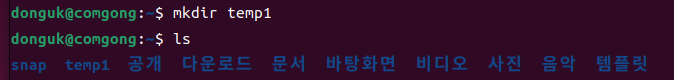 donguk@comgong:~$ mkdir temp1
donguk@comgong:~$ ls
snap temp1 공개 다운로드 문서 바탕화면 비디오 사진 음악 템플릿